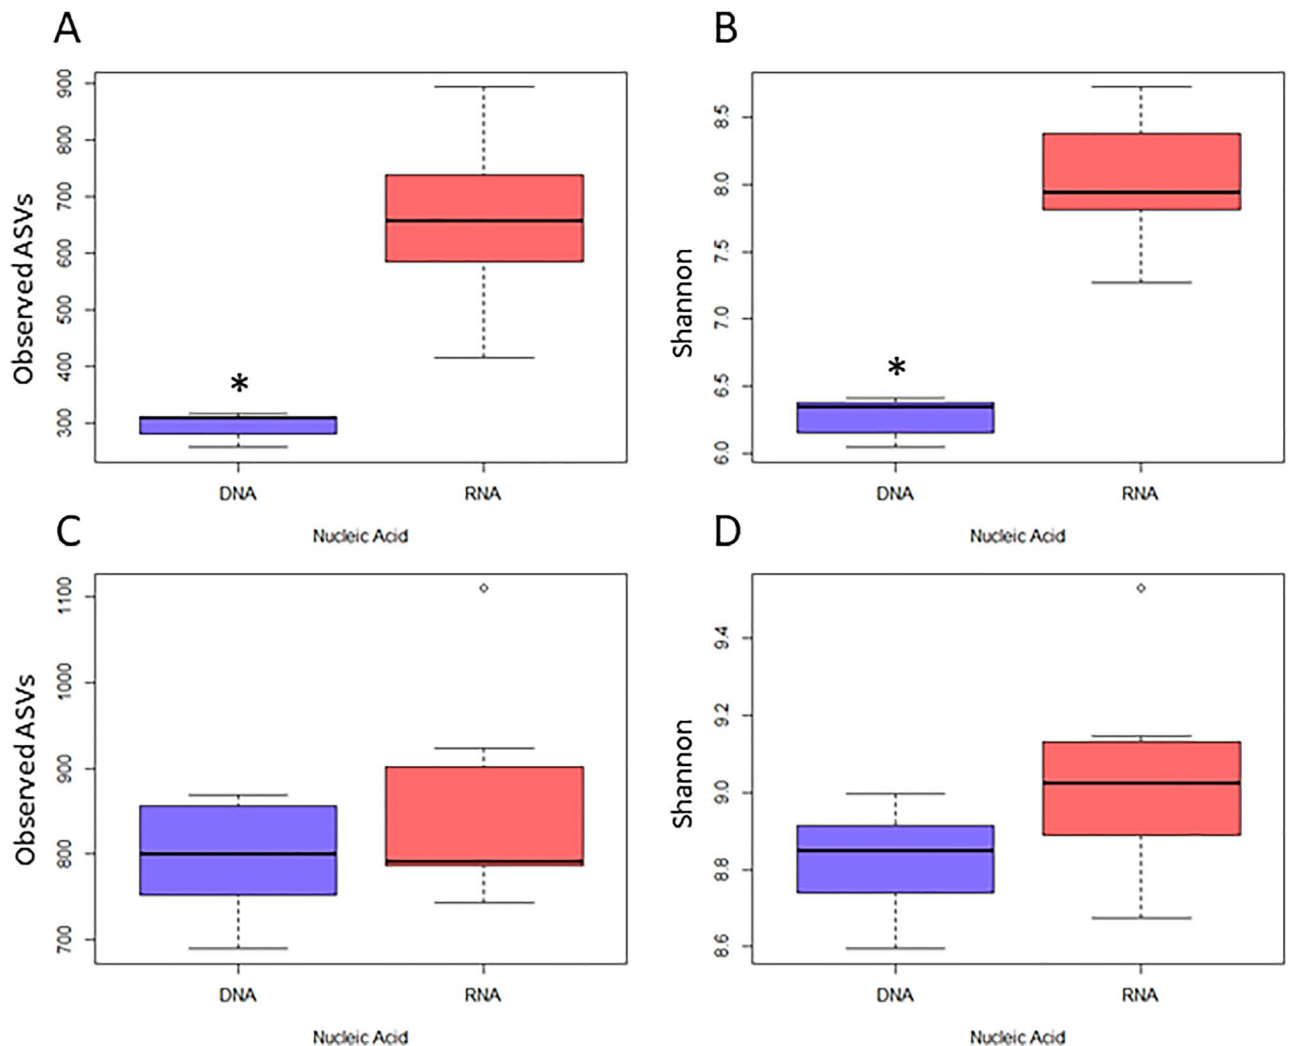 A
Observed ASVs
900
800
700
600
500
400
300
*
DNA
RNA
Nucleic Acid
B
Shannon
8.5
8.0
7.5
7.0
6.5
6.0
*
DNA
RNA
Nucleic Acid
C
Observed ASVs
1100
1000
900
800
700
DNA
RNA
Nucleic Acid
D
Shannon
9.4
9.2
9.0
8.8
8.6
DNA
RNA
Nucleic Acid